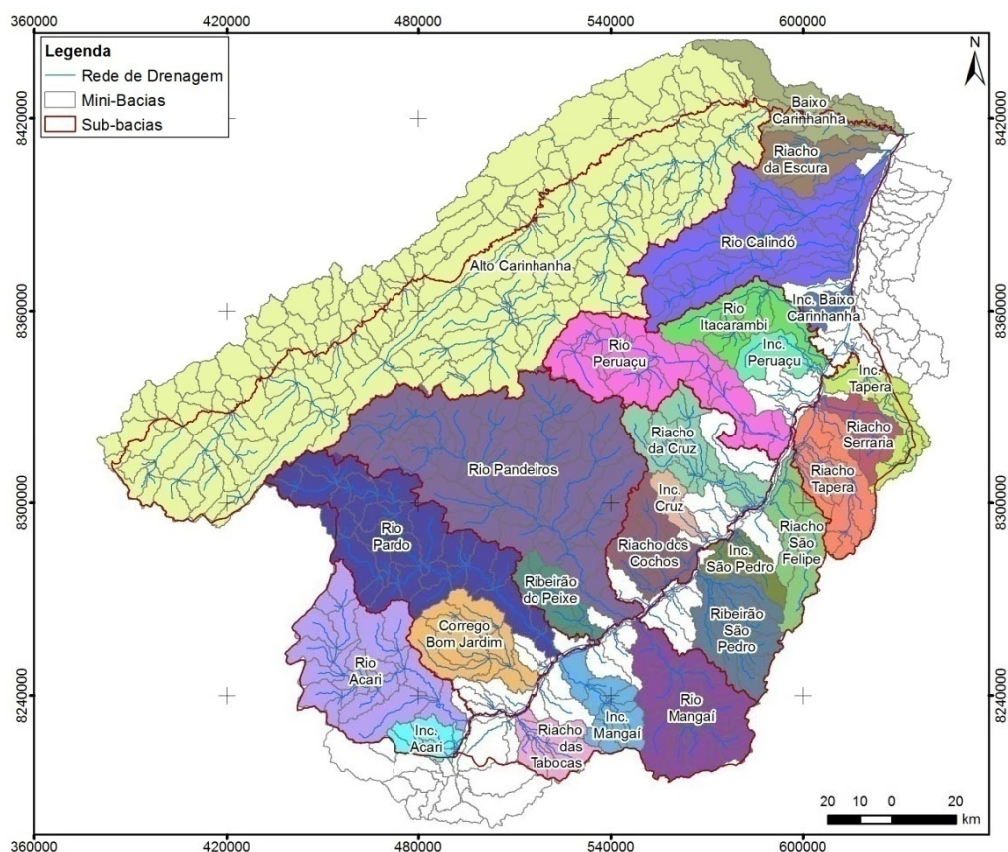 360000 420000 480000 540000 600000
Legenda
Rede de Drenagem
Mini-Bacias
Sub-bacias
N
8420000 8420000
Baixo
Carinhanha
Riacho
da Escura
Rio Calindó
Alto Carinhanha
8360000 8360000
Inc. Baixo
Carinhanha
Rio
Itacarambi
Inc.
Peruaçu
Rio
Peruaçu
Inc.
Tapera
Riacho
Serraria
Riacho
da Cruz
Rio Pandeiros
Riacho
Tapera
8300000 8300000
Inc.
Cruz
Rio
Pardo
Riacho
São
Felipe
Riacho dos
Cochos
Inc.
São Pedro
Ribeirão
do Peixe
Ribeirão
São
Pedro
Corrego
Bom Jardim
Rio
Acari
8240000 8240000
Rio
Mangaí
Inc.
Mangaí
Inc.
Acari
Riacho
das
Tabocas
20 10 0 20
km
360000 420000 480000 540000 600000